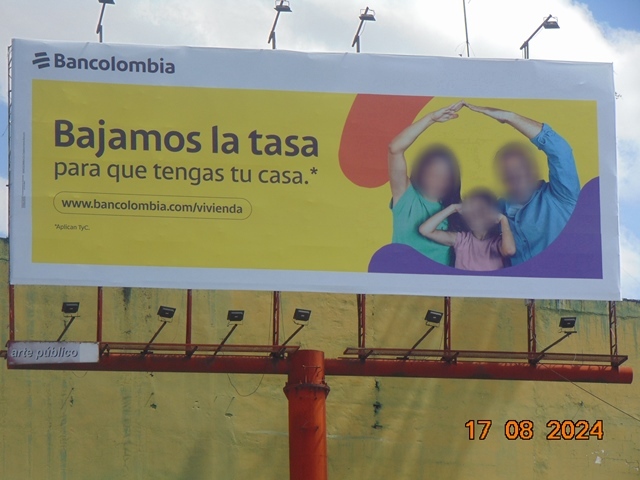 Bancolombia
Bajamos la tasa
para que tengas tu casa.*
www.bancolombia.com/vivienda
*Aplican TyC.
arte público
17 08 2024